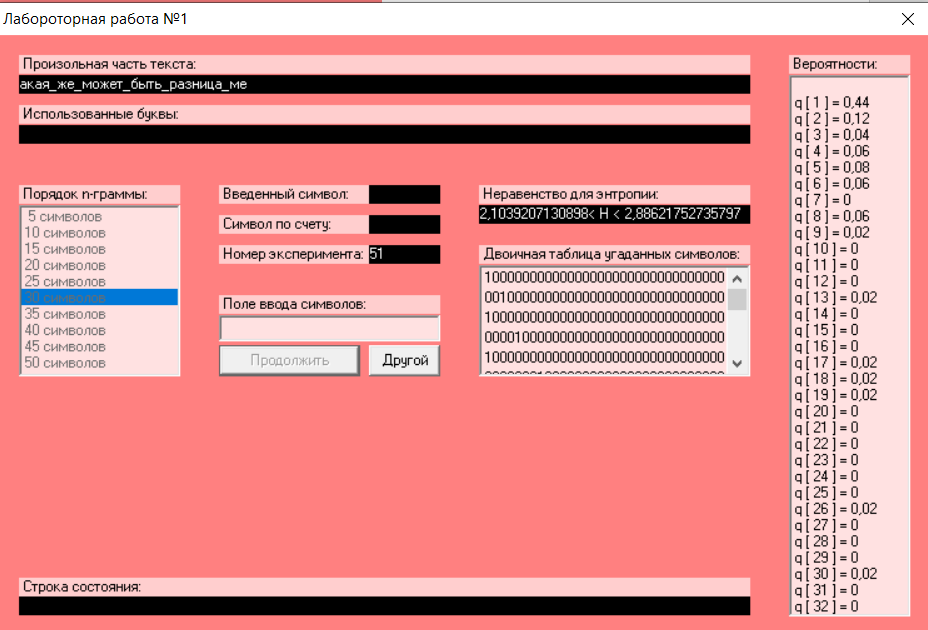 Лабороторная работа №1
Произольная часть текста:
акая_же_может_быть_разница_ме
Использованные буквы:
Порядок n-граммы:
5 символов
10 символов
15 символов
20 символов
25 символов
30 символов
35 символов
40 символов
45 символов
50 символов
Введенный символ:
Символ по счету:
Номер эксперимента: 51
Поле ввода символов:
Продолжить
Другой
Неравенство для энтропии:
2,1039207130898< H < 2,88621752735797
Двоичная таблица угаданных символов:
10000000000000000000000000000000
00100000000000000000000000000000
10000000000000000000000000000000
00001000000000000000000000000000
10000000000000000000000000000000
Вероятности:
q [ 1 ] = 0,44
q [ 2 ] = 0,12
q [ 3 ] = 0,04
q [ 4 ] = 0,06
q [ 5 ] = 0,08
q [ 6 ] = 0,06
q [ 7 ] = 0
q [ 8 ] = 0,06
q [ 9 ] = 0,02
q [ 10 ] = 0
q [ 11 ] = 0
q [ 12 ] = 0
q [ 13 ] = 0,02
q [ 14 ] = 0
q [ 15 ] = 0
q [ 16 ] = 0
q [ 17 ] = 0,02
q [ 18 ] = 0,02
q [ 19 ] = 0,02
q [ 20 ] = 0
q [ 21 ] = 0
q [ 22 ] = 0
q [ 23 ] = 0
q [ 24 ] = 0
q [ 25 ] = 0
q [ 26 ] = 0,02
q [ 27 ] = 0
q [ 28 ] = 0
q [ 29 ] = 0
q [ 30 ] = 0,02
q [ 31 ] = 0
q [ 32 ] = 0
Строка состояния: